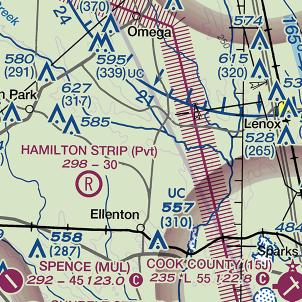 (370)
Omega
574
165
580
(291)
595
(339) UC
615
(320)
627
(317)
21
n Park
585
Lenox
528
(265)
HAMILTON STRIP (Pvt)
298 - 30
R
UC
557
(310)
Ellenton
558
(287)
484
Sparks
SPENCE (MUL)
292 - 45 123.0 C
COOK COUNTY (15J)
235 L 55 122.8 C